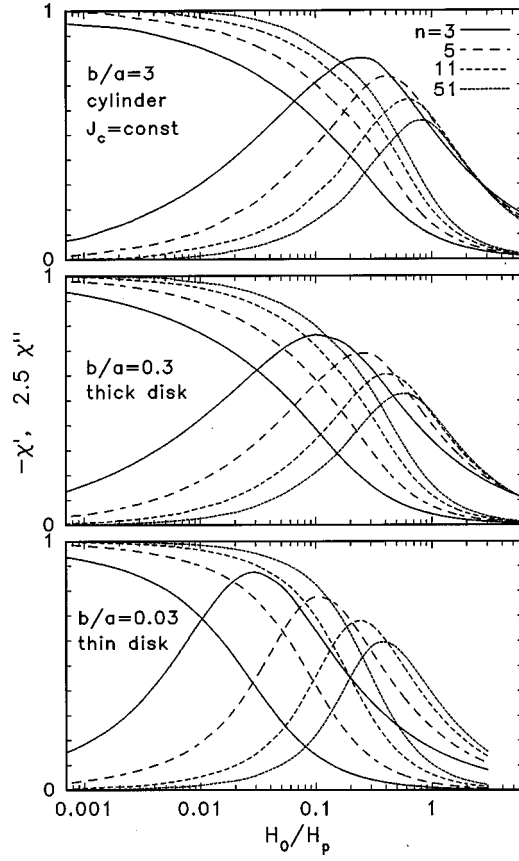 1
n=3
5
11
51
b/a=3
cylinder
J_c=const
0
1
b/a=0.3
thick disk
0
1
b/a=0.03
thin disk
0
-χ', 2.5 χ''
0.001 0.01 0.1 1
H_0/H_p